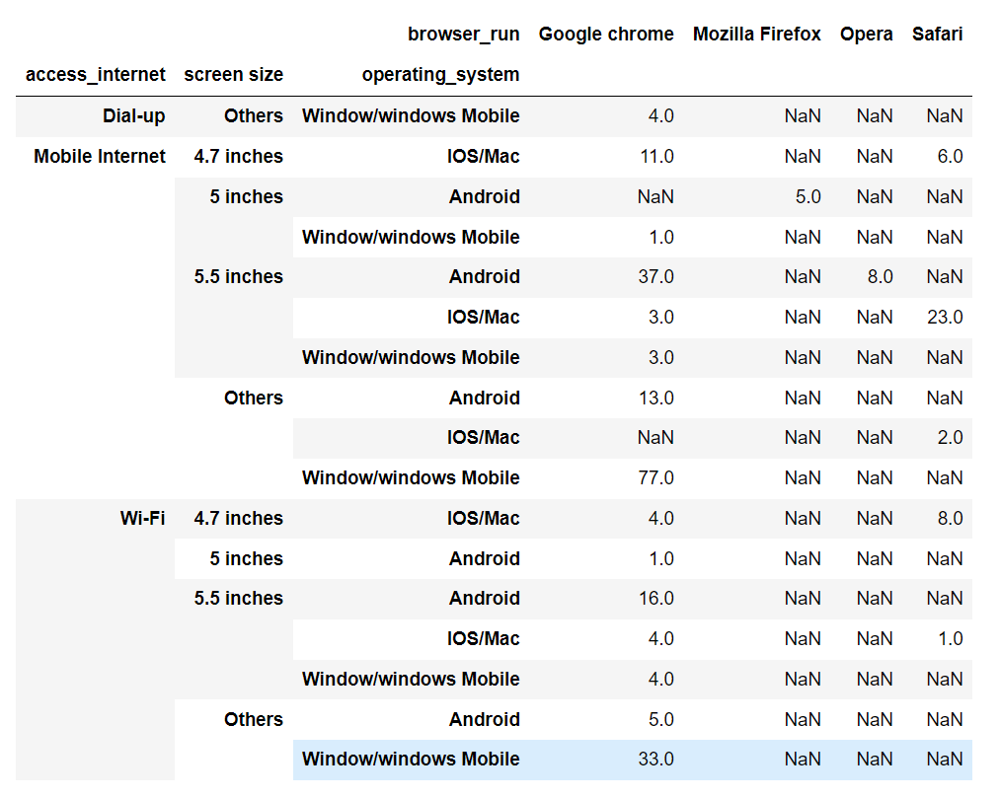 browser_run Google chrome Mozilla Firefox Opera Safari
access_internet screen size operating_system
Dial-up Others Window/windows Mobile 4.0 NaN NaN NaN
Mobile Internet 4.7 inches IOS/Mac 11.0 NaN NaN 6.0
5 inches Android NaN 5.0 NaN NaN
Window/windows Mobile 1.0 NaN NaN NaN
5.5 inches Android 37.0 NaN 8.0 NaN
IOS/Mac 3.0 NaN NaN 23.0
Window/windows Mobile 3.0 NaN NaN NaN
Others Android 13.0 NaN NaN NaN
IOS/Mac NaN NaN NaN 2.0
Window/windows Mobile 77.0 NaN NaN NaN
Wi-Fi 4.7 inches IOS/Mac 4.0 NaN NaN 8.0
5 inches Android 1.0 NaN NaN NaN
5.5 inches Android 16.0 NaN NaN NaN
IOS/Mac 4.0 NaN NaN 1.0
Window/windows Mobile 4.0 NaN NaN NaN
Others Android 5.0 NaN NaN NaN
Window/windows Mobile 33.0 NaN NaN NaN